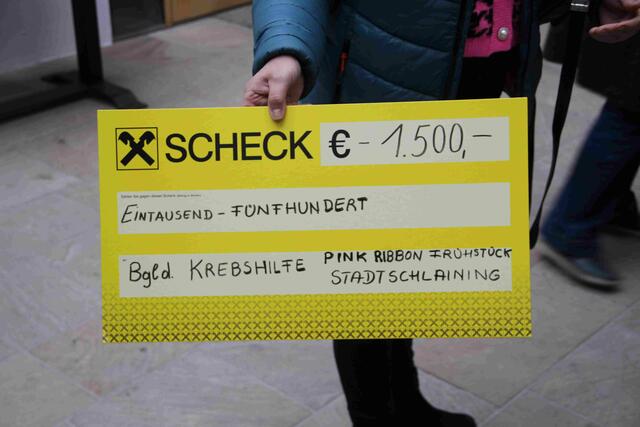 SCHECK € -1.500,-
EINTAUSEND-FÜNFHUNDERT
Bgld. KREBSHILFE PINK RIBBON FRÜHSTÜCK
STADTSCHLAINING